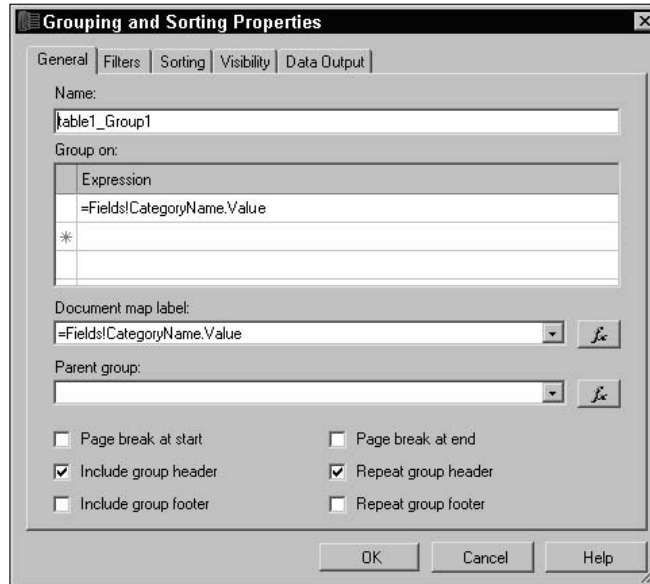 Grouping and Sorting Properties
General Filters Sorting Visibility Data Output
Name:
table1_Group1
Group on:
Expression
=Fields!CategoryName.Value
Document map label:
=Fields!CategoryName.Value
fx
Parent group:
fx
Page break at start Page break at end
Include group header Repeat group header
Include group footer Repeat group footer
OK Cancel Help